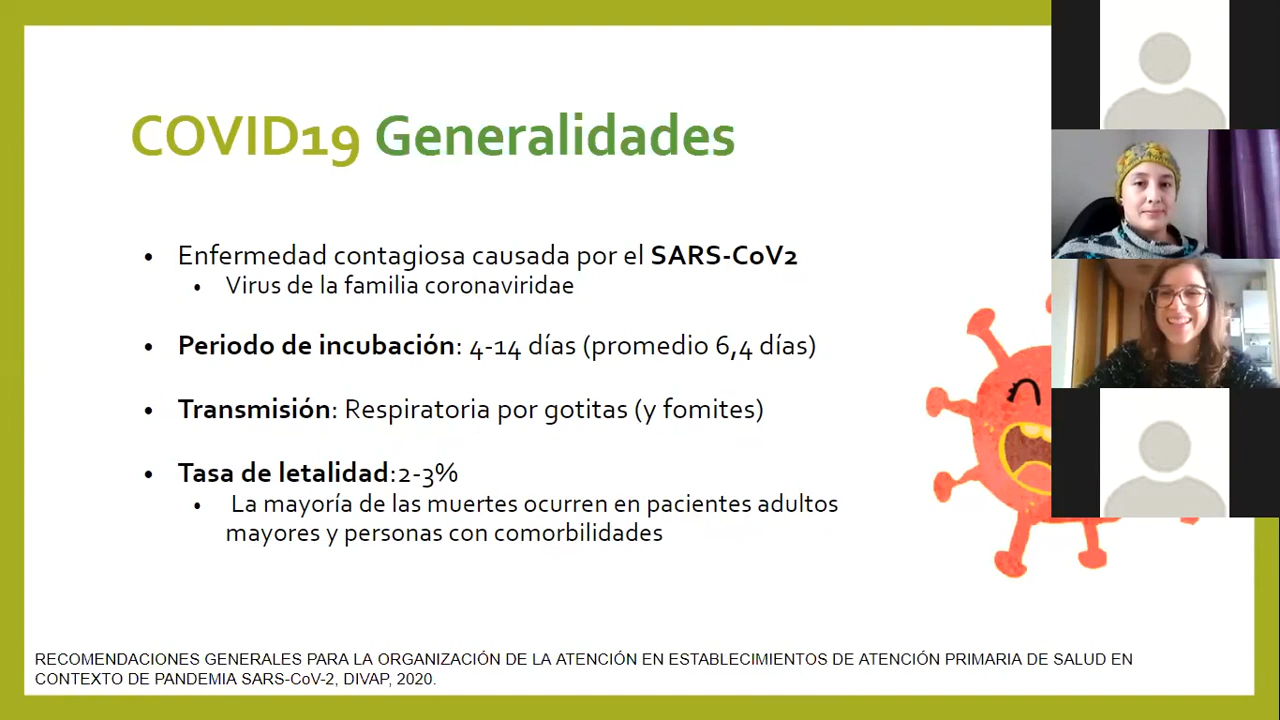 COVID19 Generalidades
• Enfermedad contagiosa causada por el SARS-CoV2
• Virus de la familia coronaviridae
• Periodo de incubación: 4-14 días (promedio 6,4 días)
• Transmisión: Respiratoria por gotitas (y fomites)
• Tasa de letalidad:2-3%
• La mayoría de las muertes ocurren en pacientes adultos
mayores y personas con comorbilidades
RECOMENDACIONES GENERALES PARA LA ORGANIZACIÓN DE LA ATENCIÓN EN ESTABLECIMIENTOS DE ATENCIÓN PRIMARIA DE SALUD EN
CONTEXTO DE PANDEMIA SARS-CoV-2, DIVAP, 2020.